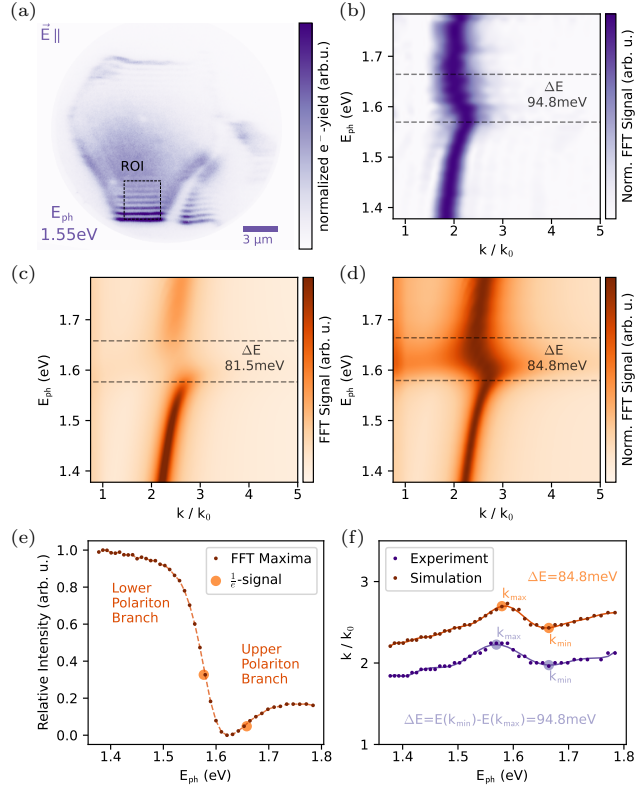 (a)
E⃗ ||
ROI
E_ph
1.55eV
3 μm
normalized e⁻-yield (arb.u.)
(b)
1.7
1.6
1.5
1.4
E_ph (eV)
ΔE
94.8meV
1
2
3
4
5
k / k₀
Norm. FFT Signal (arb. u.)
(c)
1.7
1.6
1.5
1.4
E_ph (eV)
ΔE
81.5meV
1
2
3
4
5
k / k₀
FFT Signal (arb. u.)
(d)
1.7
1.6
1.5
1.4
E_ph (eV)
ΔE
84.8meV
1
2
3
4
5
k / k₀
Norm. FFT Signal (arb. u.)
(e)
1.0
0.8
0.6
0.4
0.2
0.0
Relative Intensity (arb. u.)
FFT Maxima
1/e-signal
Lower
Polariton
Branch
Upper
Polariton
Branch
1.4
1.5
1.6
1.7
1.8
E_ph (eV)
(f)
3
2
1
k / k₀
Experiment
Simulation
ΔE=84.8meV
k_max
k_min
k_max
k_min
ΔE=E(k_min)-E(k_max)=94.8meV
1.4
1.5
1.6
1.7
1.8
E_ph (eV)